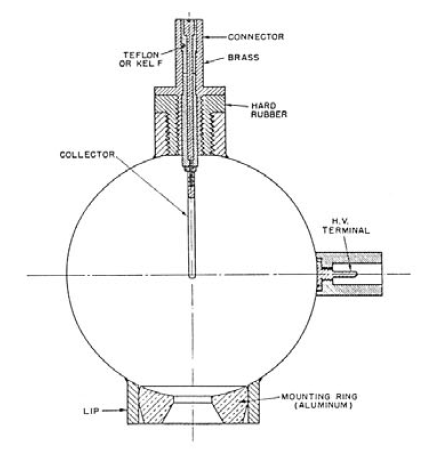 CONNECTOR
TEFLON
OR KEL F
BRASS
HARD
RUBBER
COLLECTOR
H.V.
TERMINAL
MOUNTING RING
(ALUMINUM)
LIP